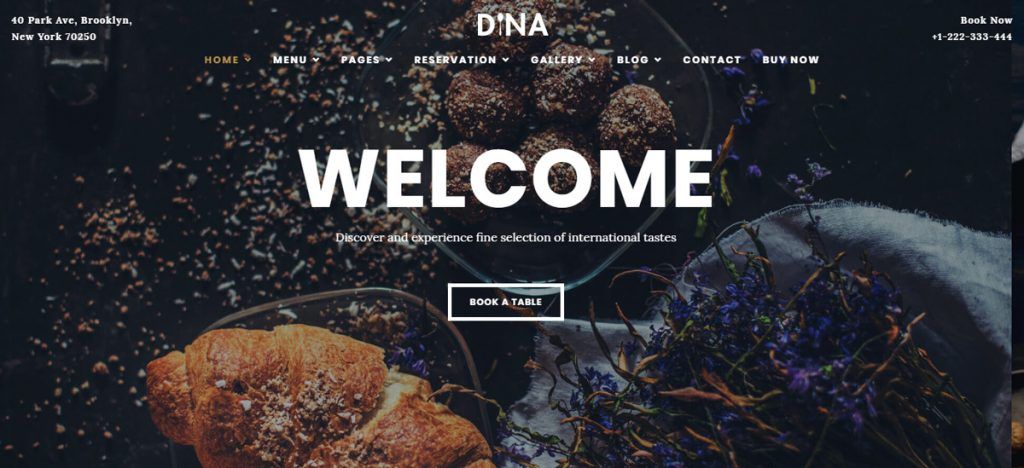 40 Park Ave, Brooklyn,
New York 70250
DINA
Book Now
+1-222-333-444
HOME MENU PAGES RESERVATION GALLERY BLOG CONTACT BUY NOW
WELCOME
Discover and experience fine selection of international tastes
BOOK A TABLE